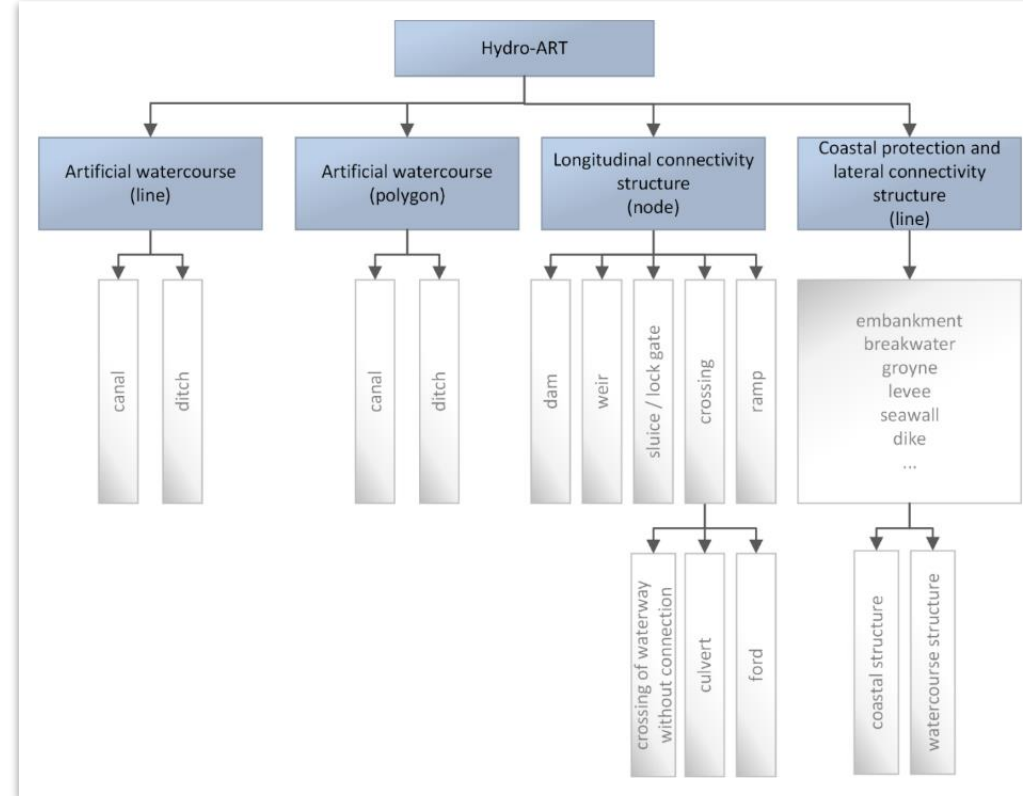 Hydro-ART
Artificial watercourse
(line)
Artificial watercourse
(polygon)
Longitudinal connectivity
structure
(node)
Coastal protection and
lateral connectivity
structure
(line)
canal
ditch
canal
ditch
dam
weir
sluice / lock gate
crossing
ramp
embankment
breakwater
groyne
levee
seawall
dike
...
crossing of waterway
without connection
culvert
ford
coastal structure
watercourse structure